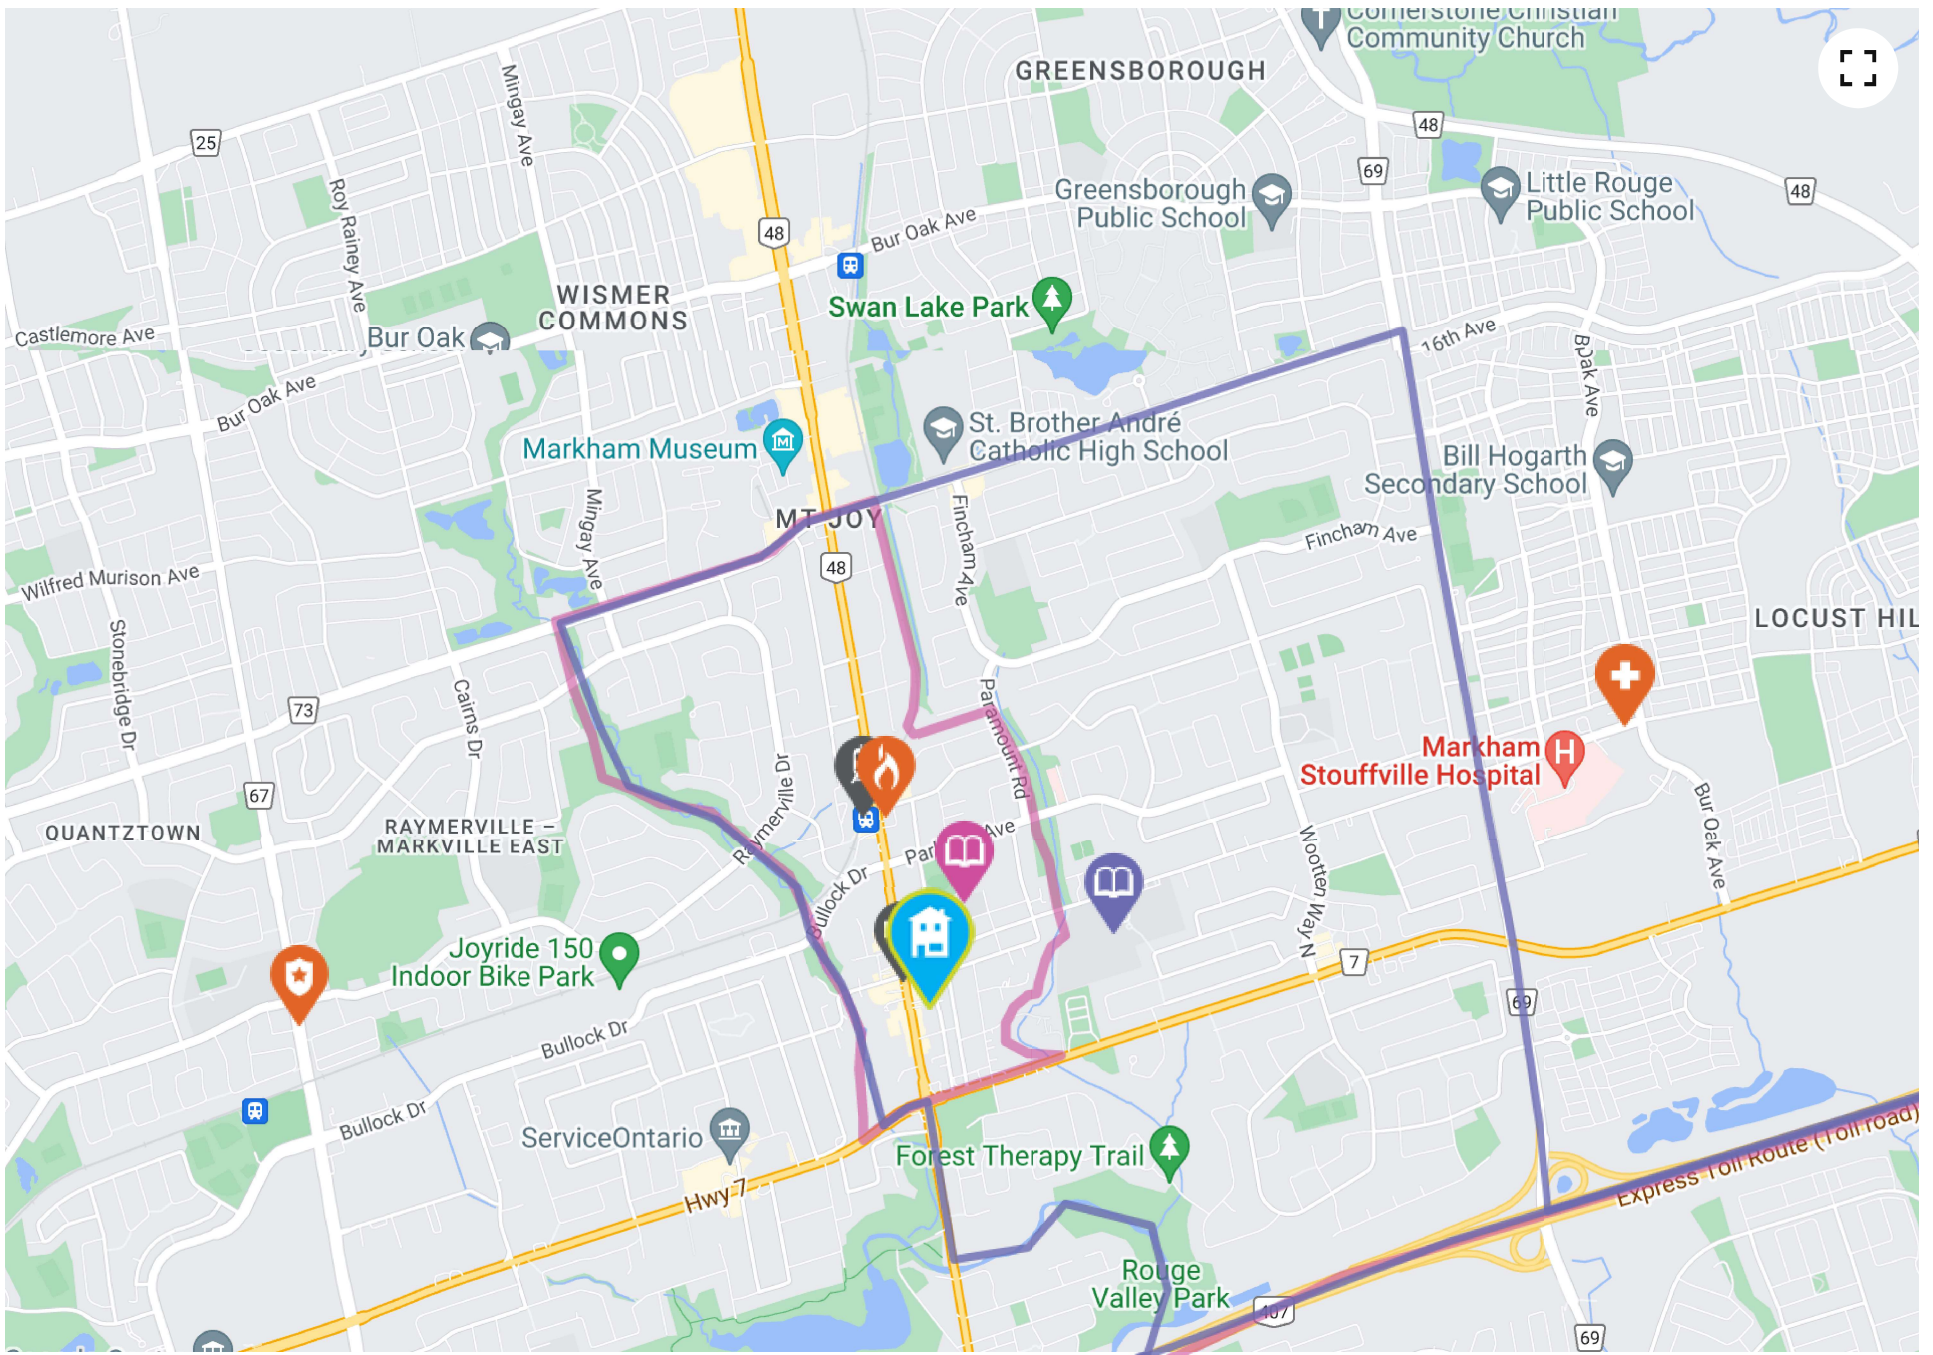 Cornerstone Christian
Community Church
GREENSBOROUGH
Mingay Ave
25
48
69
48
Roy Rainey Ave
Greensborough
Public School
Little Rouge
Public School
48
Bur Oak Ave
WISMER
COMMONS
Swan Lake Park
Castlemore Ave
Bur Oak
16th Ave
Bur Oak Ave
Markham Museum
St. Brother André
Catholic High School
Bill Hogarth
Secondary School
Mingay Ave
MT JOY
Fincham Ave
Fincham Ave
48
Wilfred Murison Ave
Stonebridge Dr
LOCUST HIL
73
Cairns Dr
Paramount Rd
Markham
Stouffville Hospital
H
67
Raymerville Dr
QUANTZTOWN
RAYMERVILLE –
MARKVILLE EAST
Ave
Bur Oak Ave
Wooten Way N
Bullock Dr
Joyride 150
Indoor Bike Park
7
69
Bullock Dr
Bullock Dr
ServiceOntario
Forest Therapy Trail
Hwy 7
Express Toll Route (Toll road)
Rouge
Valley Park
407
69